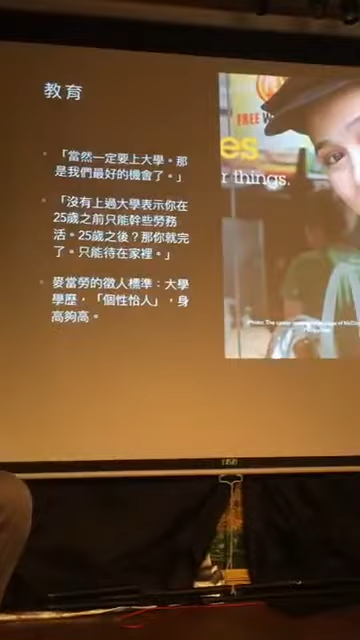 教育
「當然一定要上大學。那
是我們最好的機會了。」
「沒有上過大學表示你在
25歲之前只能幹些勞務
活。25歲之後？那你就完
了。只能待在家裡。」
麥當勞的徵人標準：大學
學歷，「個性怡人」，身
高夠高。
FREE
es
r things.